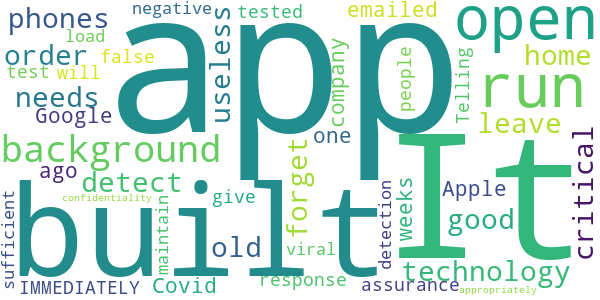 phones
negative
tested
emailed
open
load
order
false
test
will
useless
app
company
people
Telling
home
run
needs
Google
one
leave
background
forget
It
critical
ago
detect
built
confidentiality
give
old
weeks
Apple
good
sufficient
maintain
viral
detection
technology
IMMEDIATELY
Covid
response
assurance
appropriately